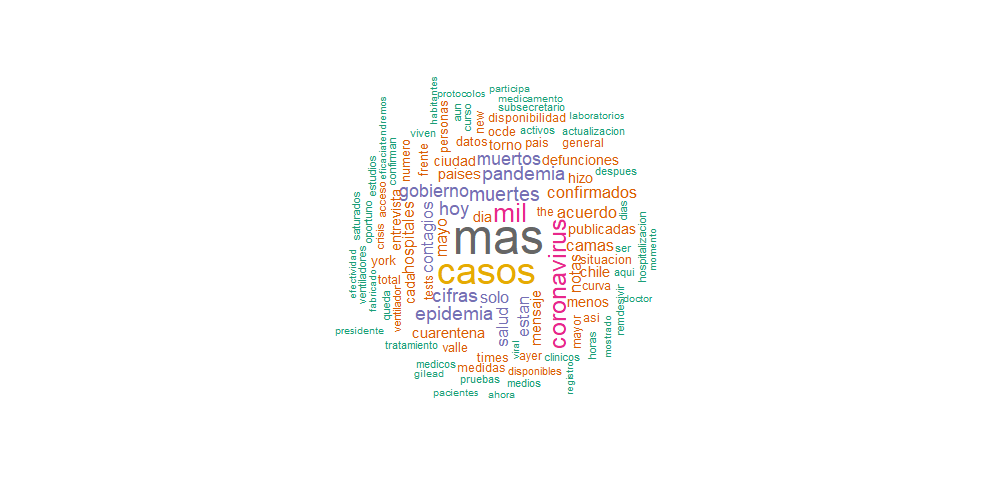 habitantes
protocolos
participa
medicamento
subsecretario
eficacia
tendremos
personas
aun
curso
new
disponibilidad
laboratorios
viven
ocde
activos
actualizacion
confirman
numero
datos
torno
pais
general
frente
ciudad
muertos
defunciones
estudios
acceso
paises
pandemia
hizo
despues
gobierno
muertes
confirmados
saturados
oportuno
crisis
entrevista
hospitales
contagios
hoy
dia
mil
the
acuerdo
dias
mayo
mas
coronavirus
publicadas
camas
ser
hospitalizacion
momento
efectividad
ventiladores
fabricado
york
total
cada
tests
casos
notas
situacion
chile
aqui
curva
queda
ventilador
cifras
solo
estan
mensaje
menos
remdesivir
doctor
epidemia
salud
mayor
asi
presidente
cuarentena
horas
mostrado
tratamiento
valle
viral
times
ayer
clinicos
medicos
gilead
medidas
disponibles
registro
pruebas
medios
pacientes
ahora